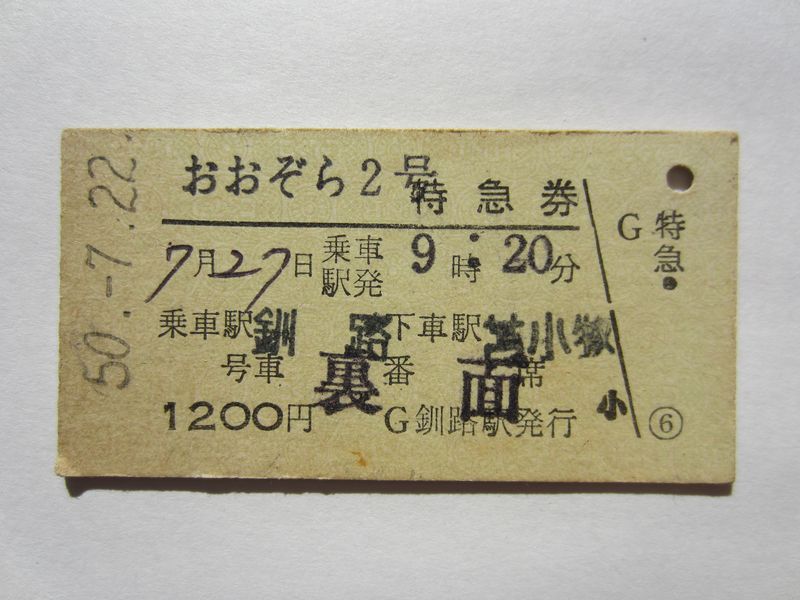 50.-7.22.
おおぞら2号
特急券
7月27日 乗車駅発 9時20分
乗車駅 釧路 下車駅 苫小牧
号車 番 席
裏面
小
1200円 G釧路駅発行
G特急・
⑥